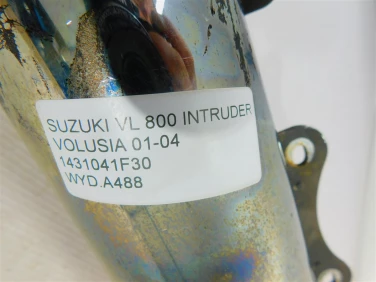 SUZUKI VL 800 INTRUDER
VOLUSIA 01-04
1431041F30
WYD.A488